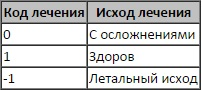 Код лечения Исход лечения
0 С осложнениями
1 Здоров
-1 Летальный исход